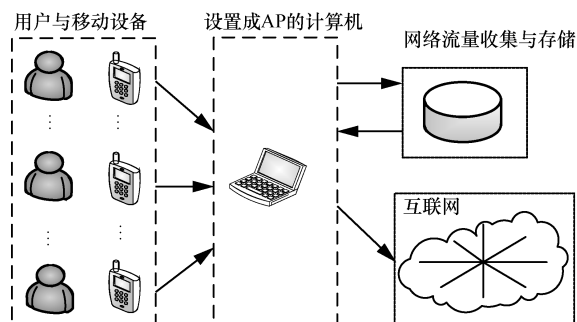 用户与移动设备
设置成AP的计算机
网络流量收集与存储
互联网